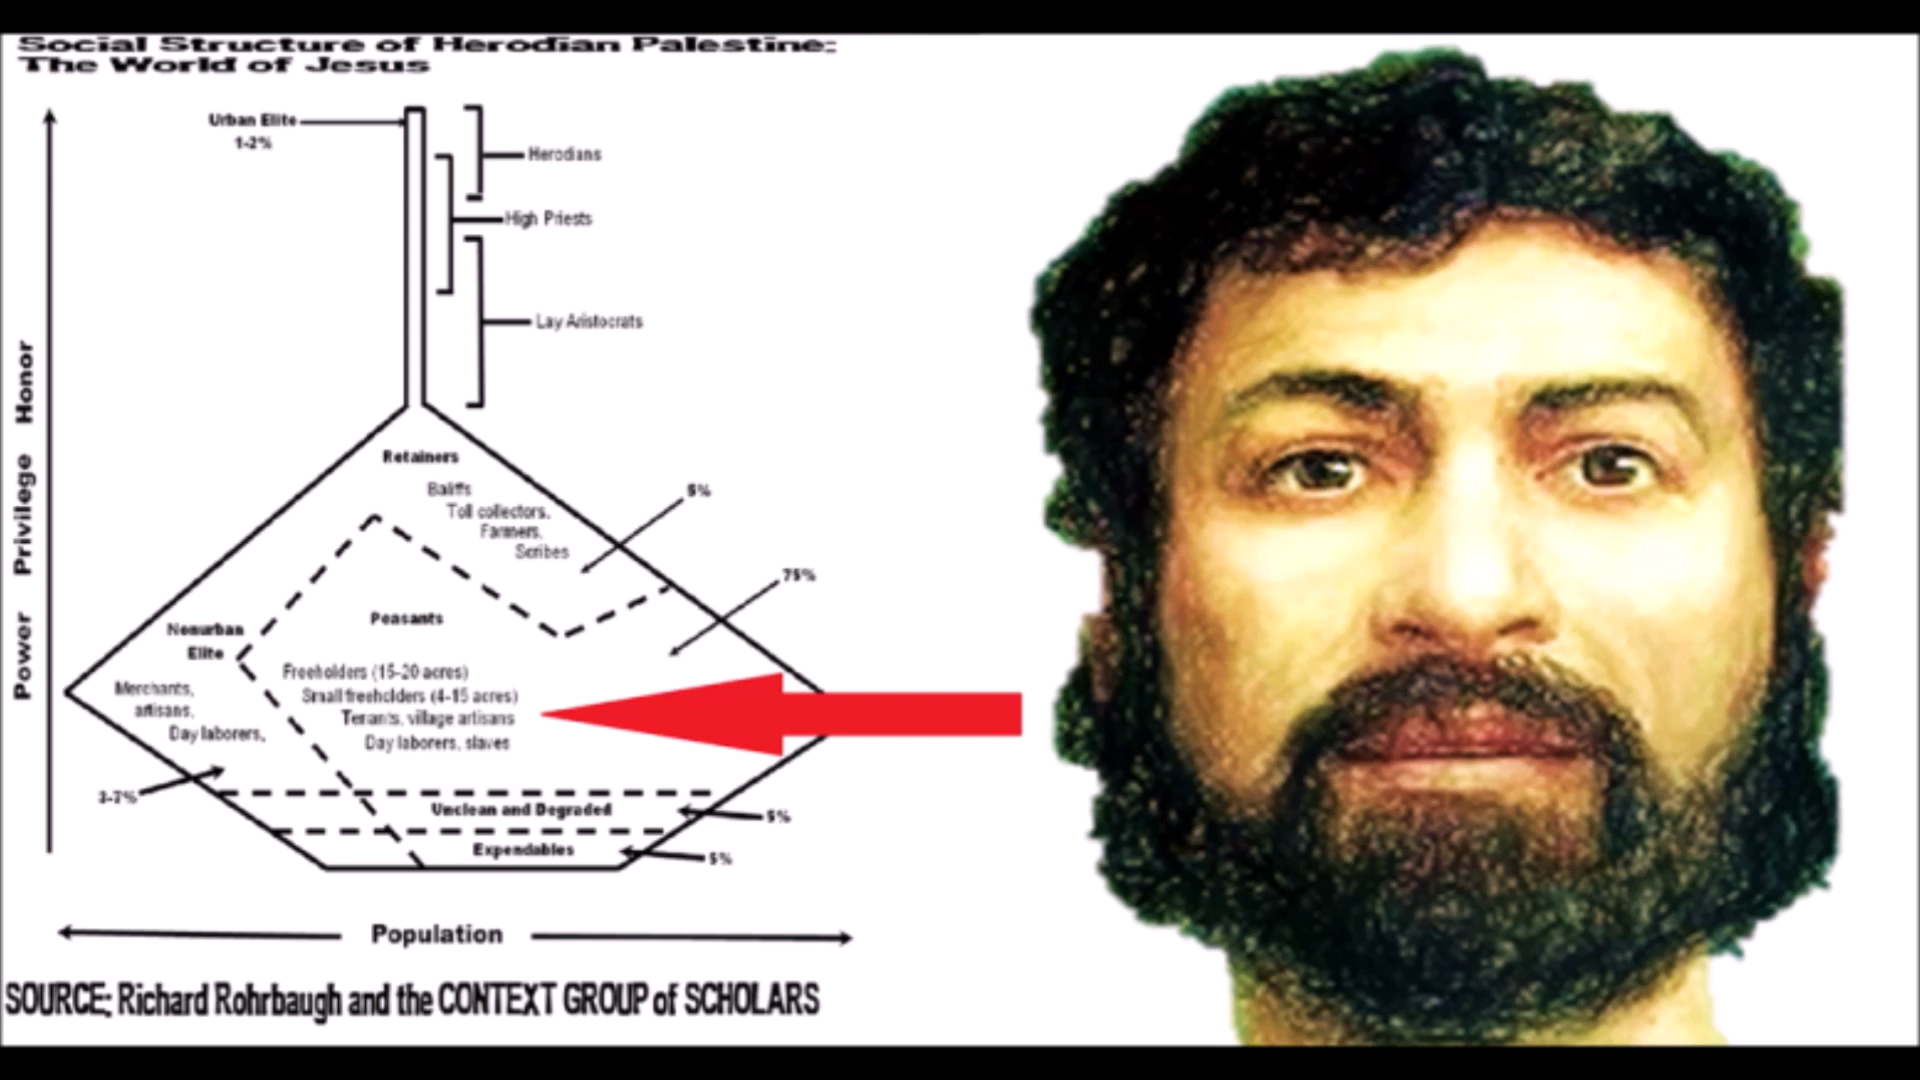 Social Structure of Herodian Palestine:
The World of Jesus
Urban Elite
1-2%
Herodians
High Priests
Lay Aristocrats
Power Privilege Honor
Retainers
Baliffs
Toll collectors,
Farmers,
Scribes
5%
75%
Peasants
Nonurban
Elite
Freeholders (15-20 acres)
Small freeholders (4-15 acres)
Tenants, village artisans
Day laborers, slaves
Merchants,
artisans,
Day laborers,
3-7%
Unclean and Degraded
5%
Expendables
5%
Population
SOURCE; Richard Rohrbaugh and the CONTEXT GROUP of SCHOLARS